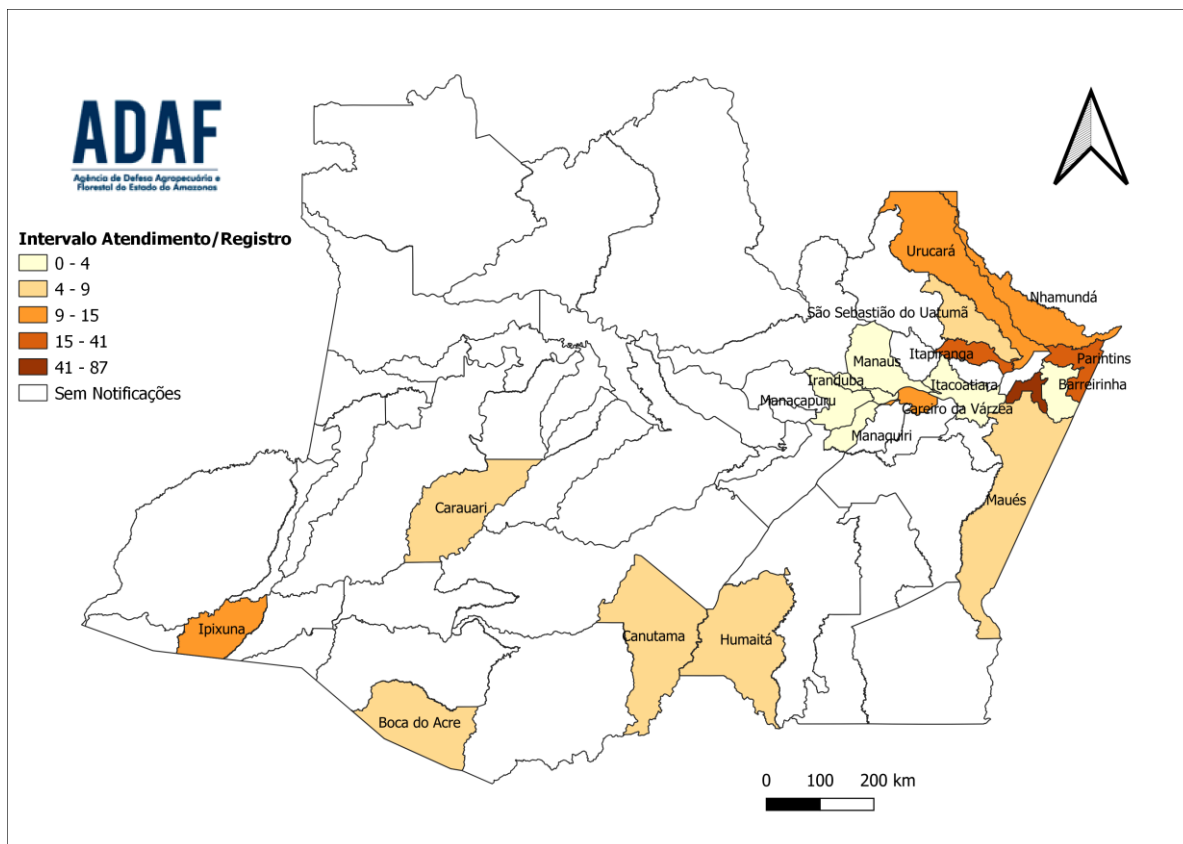 ADAF
Agência de Defesa Agropecuária e
Florestal do Estado do Amazonas
Intervalo Atendimento/Registro
0 - 4
4 - 9
9 - 15
15 - 41
41 - 87
Sem Notificações
Urucará
Nhamundá
São Sebastião do Uatumã
Itapiranga
Parintins
Manaus
Iranduba
Itacoatiara
Barreirinha
Manacapuru
Careiro da Várzea
Manaquiri
Maués
Carauari
Ipixuna
Canutama
Humaitá
Boca do Acre
0 100 200 km